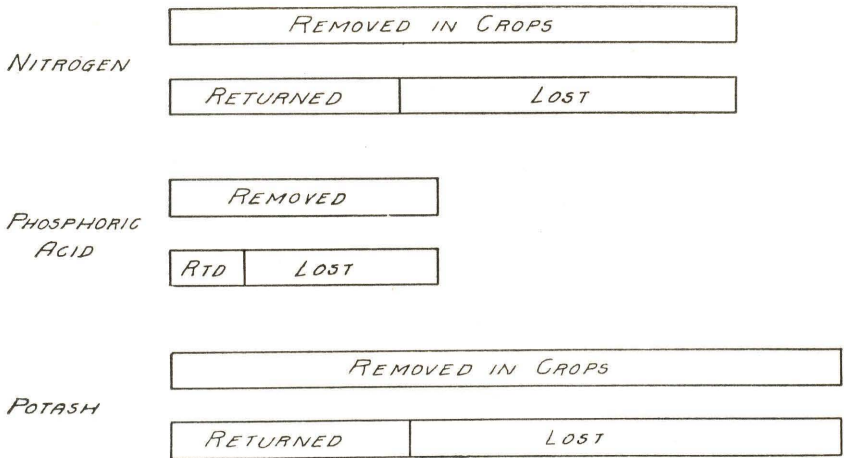 REMOVED IN CROPS
NITROGEN
RETURNED LOST
REMOVED
PHOSPHORIC
ACID
RTD LOST
REMOVED IN CROPS
POTASH
RETURNED LOST